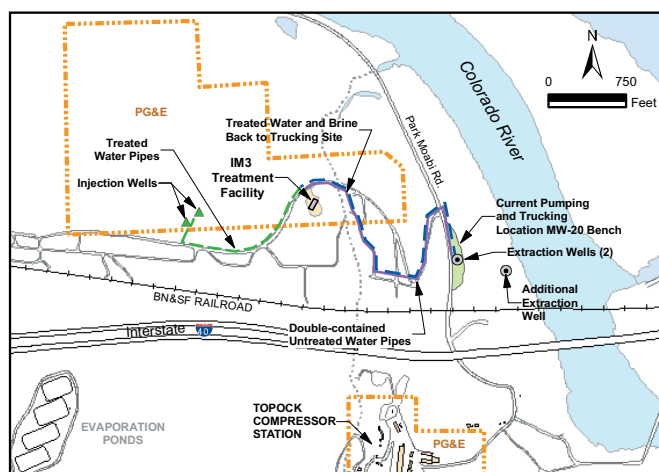 N
0 750
Feet
Colorado River
PG&E
Treated Water and Brine
Back to Trucking Site
Park Moabi Rd.
Treated
Water Pipes
IM3
Treatment
Facility
Injection Wells
Current Pumping
and Trucking
Location MW-20 Bench
Extraction Wells (2)
Additional
Extraction
Well
BN&SF RAILROAD
Double-contained
Untreated Water Pipes
Interstate
40
EVAPORATION
PONDS
TOPOCK
COMPRESSOR
STATION
PG&E